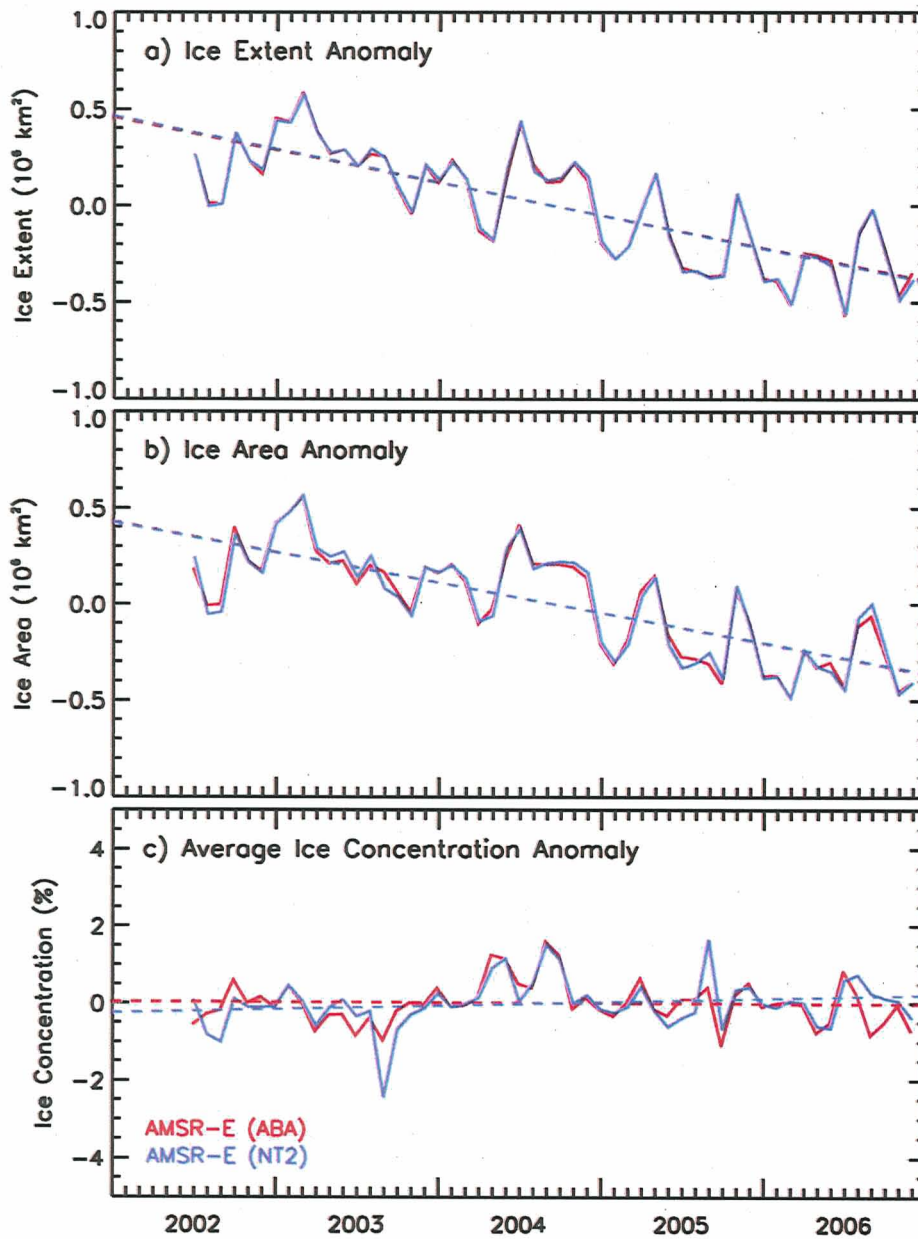 1.0
a) Ice Extent Anomaly
0.5
0.0
−0.5
−1.0
Ice Extent (10⁶ km²)
1.0
b) Ice Area Anomaly
0.5
0.0
−0.5
−1.0
Ice Area (10⁶ km²)
c) Average Ice Concentration Anomaly
4
2
0
−2
−4
Ice Concentration (%)
AMSR−E (ABA)
AMSR−E (NT2)
2002 2003 2004 2005 2006